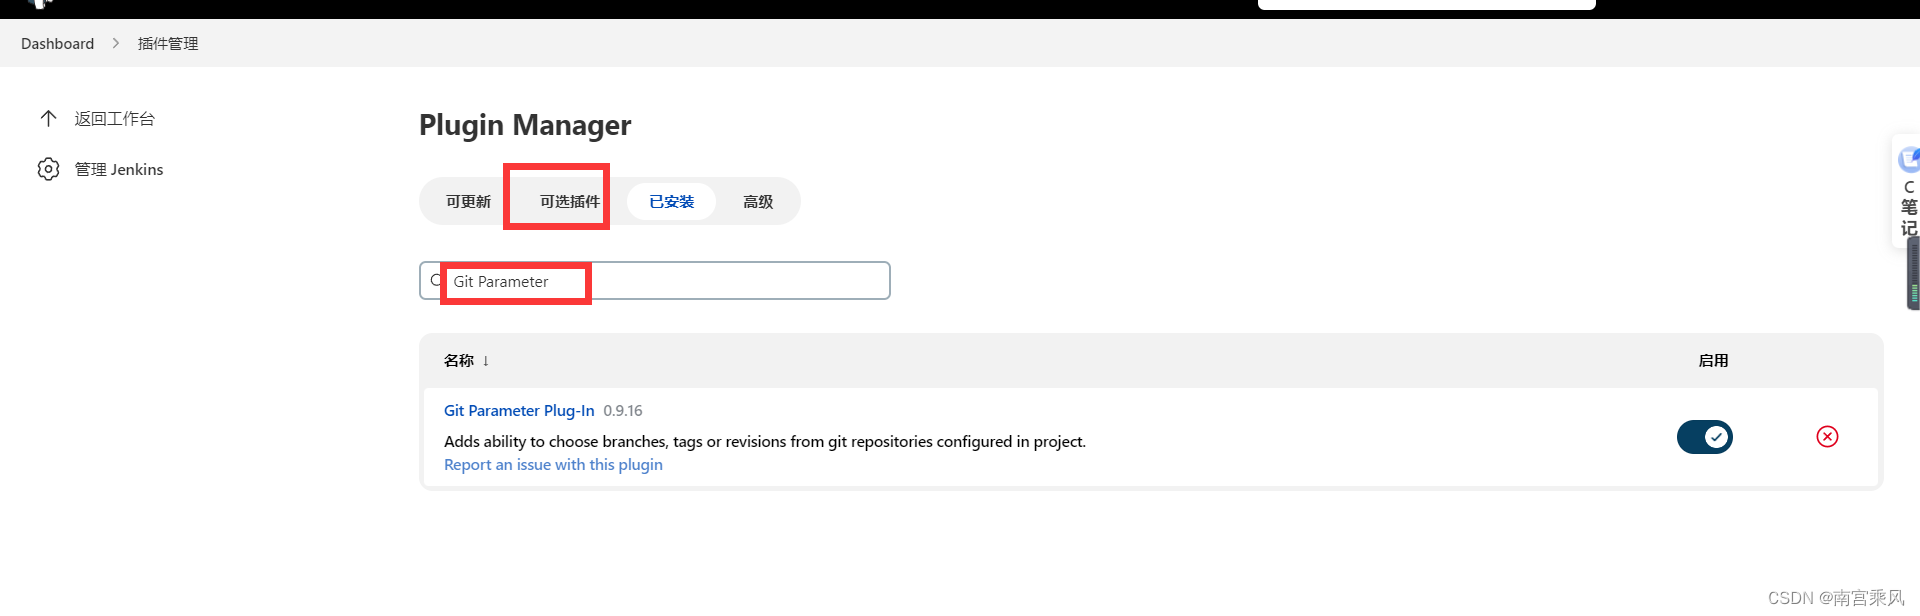 Dashboard > 插件管理
返回工作台
管理 Jenkins
Plugin Manager
可更新 可选插件 已安装 高级
Git Parameter
名称 ↓ 启用
Git Parameter Plug-In 0.9.16
Adds ability to choose branches, tags or revisions from git repositories configured in project.
Report an issue with this plugin
C
笔
记
CSDN @南宫乘风